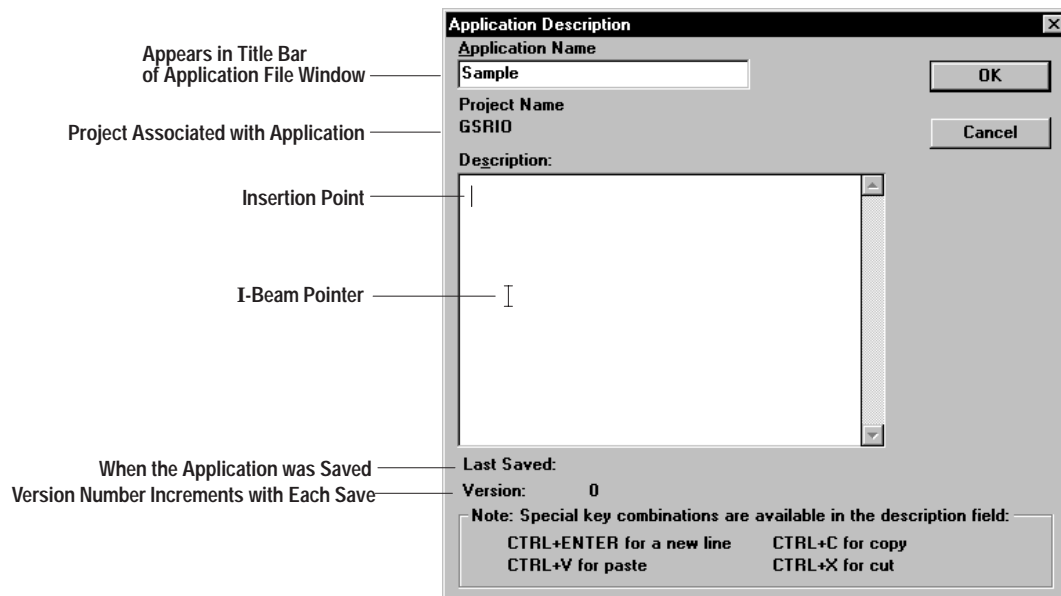 Application Description
Application Name
Appears in Title Bar
of Application File Window
Sample
OK
Project Name
Project Associated with Application
GSRIO
Cancel
Description:
Insertion Point
I-Beam Pointer
When the Application was Saved
Last Saved:
Version Number Increments with Each Save
Version: 0
Note: Special key combinations are available in the description field:
CTRL+ENTER for a new line CTRL+C for copy
CTRL+V for paste CTRL+X for cut